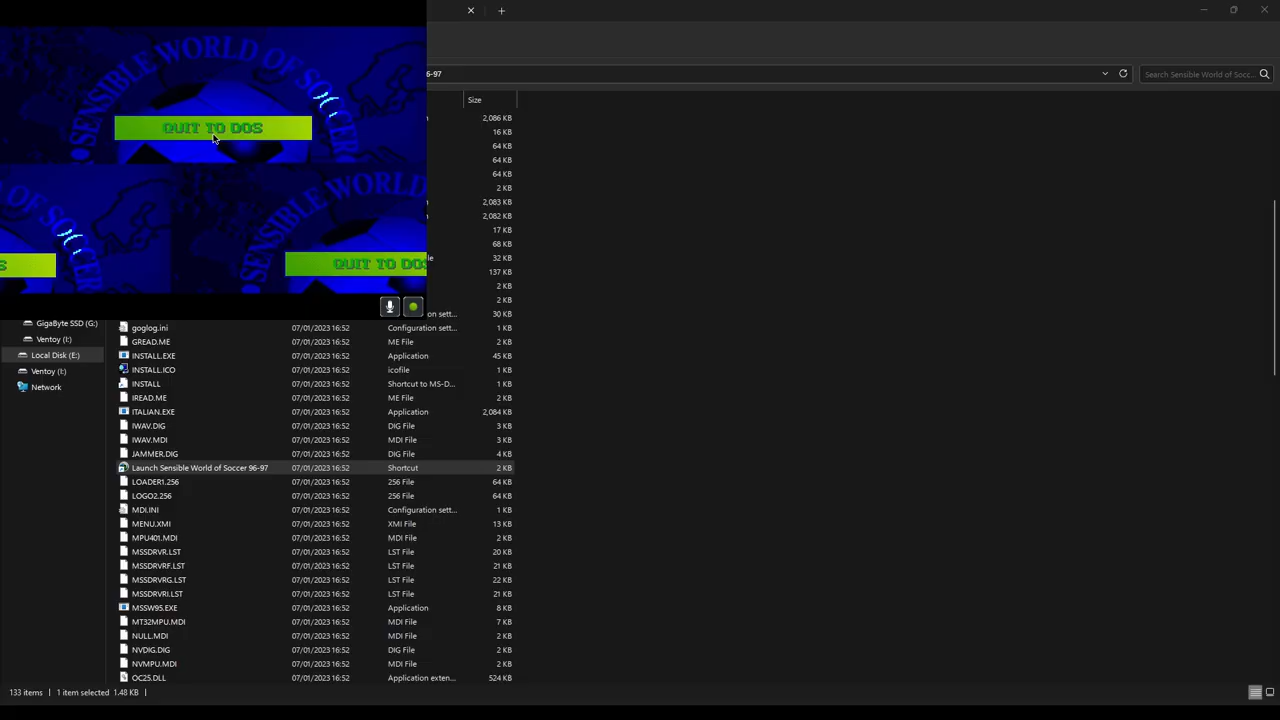 SENSIBLE WORLD OF SOCCER
QUIT TO DOS
SOCCER
SENSIBLE WORLD
S
QUIT TO DOS
6-97
Search Sensible World of Socc...
Size
2,086 KB
16 KB
64 KB
64 KB
64 KB
2 KB
2,083 KB
2,082 KB
17 KB
68 KB
le 32 KB
137 KB
2 KB
2 KB
on sett... 30 KB
GigaByte SSD (G:)
Ventoy (I:)
Local Disk (E:)
Ventoy (I:)
Network
goglog.ini 07/01/2023 16:52 Configuration sett... 1 KB
GREAD.ME 07/01/2023 16:52 ME File 2 KB
INSTALL.EXE 07/01/2023 16:52 Application 45 KB
INSTALL.ICO 07/01/2023 16:52 icofile 1 KB
INSTALL 07/01/2023 16:52 Shortcut to MS-D... 1 KB
IREAD.ME 07/01/2023 16:52 ME File 2 KB
ITALIAN.EXE 07/01/2023 16:52 Application 2,084 KB
IWAV.DIG 07/01/2023 16:52 DIG File 3 KB
IWAV.MDI 07/01/2023 16:52 MDI File 3 KB
JAMMER.DIG 07/01/2023 16:52 DIG File 4 KB
Launch Sensible World of Soccer 96-97 07/01/2023 16:52 Shortcut 2 KB
LOADER1.256 07/01/2023 16:52 256 File 64 KB
LOGO2.256 07/01/2023 16:52 256 File 64 KB
MDI.INI 07/01/2023 16:52 Configuration sett... 1 KB
MENU.XMI 07/01/2023 16:52 XMI File 13 KB
MPU401.MDI 07/01/2023 16:52 MDI File 2 KB
MSSDRVR.LST 07/01/2023 16:52 LST File 20 KB
MSSDRVRF.LST 07/01/2023 16:52 LST File 21 KB
MSSDRVRG.LST 07/01/2023 16:52 LST File 22 KB
MSSDRVRI.LST 07/01/2023 16:52 LST File 21 KB
MSSW95.EXE 07/01/2023 16:52 Application 8 KB
MT32MPU.MDI 07/01/2023 16:52 MDI File 7 KB
NULL.MDI 07/01/2023 16:52 MDI File 2 KB
NVDIG.DIG 07/01/2023 16:52 DIG File 2 KB
NVMPU.MDI 07/01/2023 16:52 MDI File 2 KB
OC25.DLL 07/01/2023 16:52 Application exten... 524 KB
133 items 1 item selected 1.48 KB